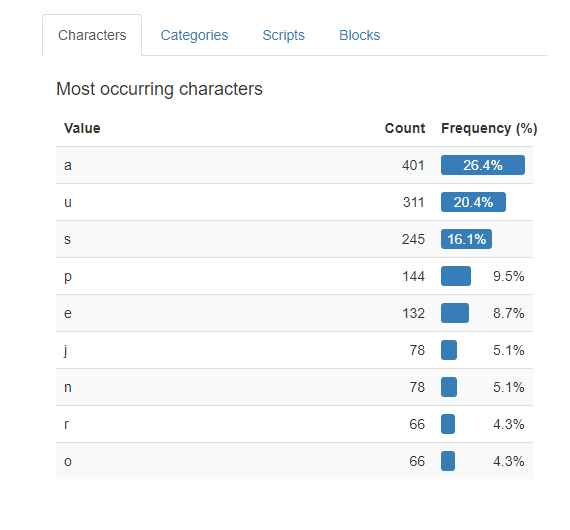 Characters Categories Scripts Blocks
Most occurring characters
Value Count Frequency (%)
a 401 26.4%
u 311 20.4%
s 245 16.1%
p 144 9.5%
e 132 8.7%
j 78 5.1%
n 78 5.1%
r 66 4.3%
o 66 4.3%